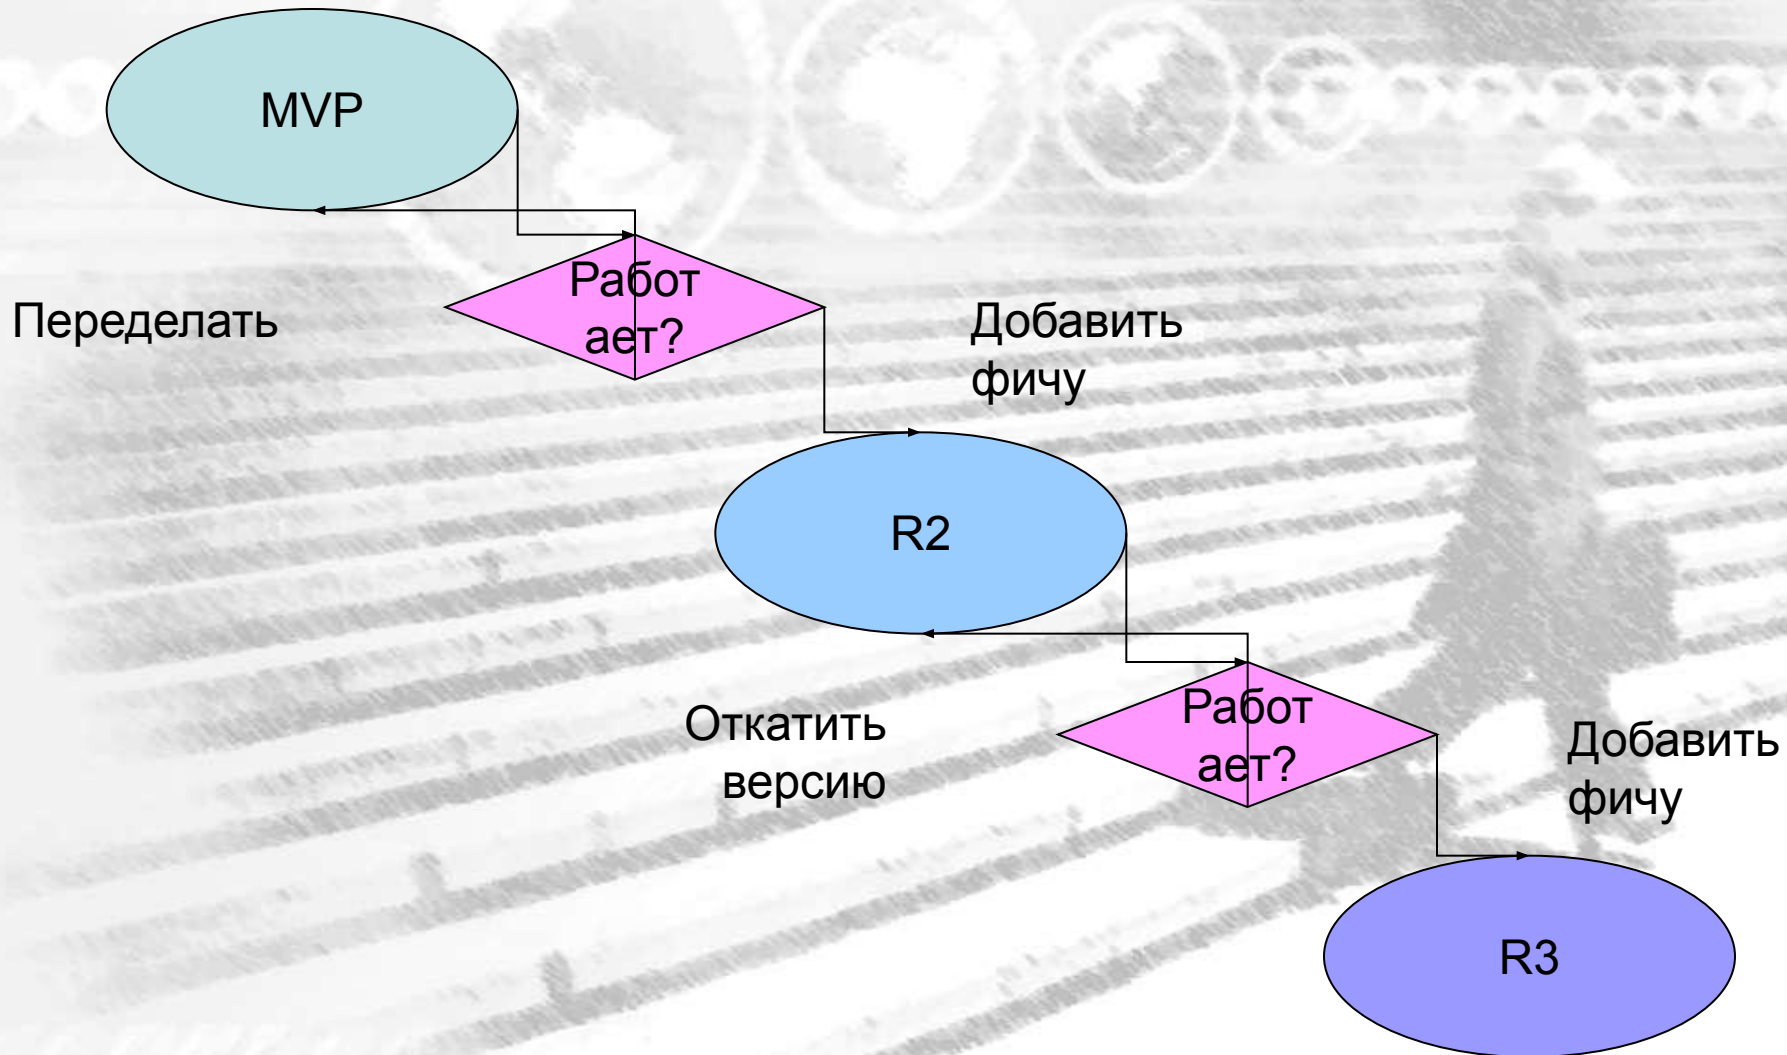 MVP
Работ
ает?
Переделать
Добавить
фичу
R2
Откатить
версию
Работ
ает?
Добавить
фичу
R3